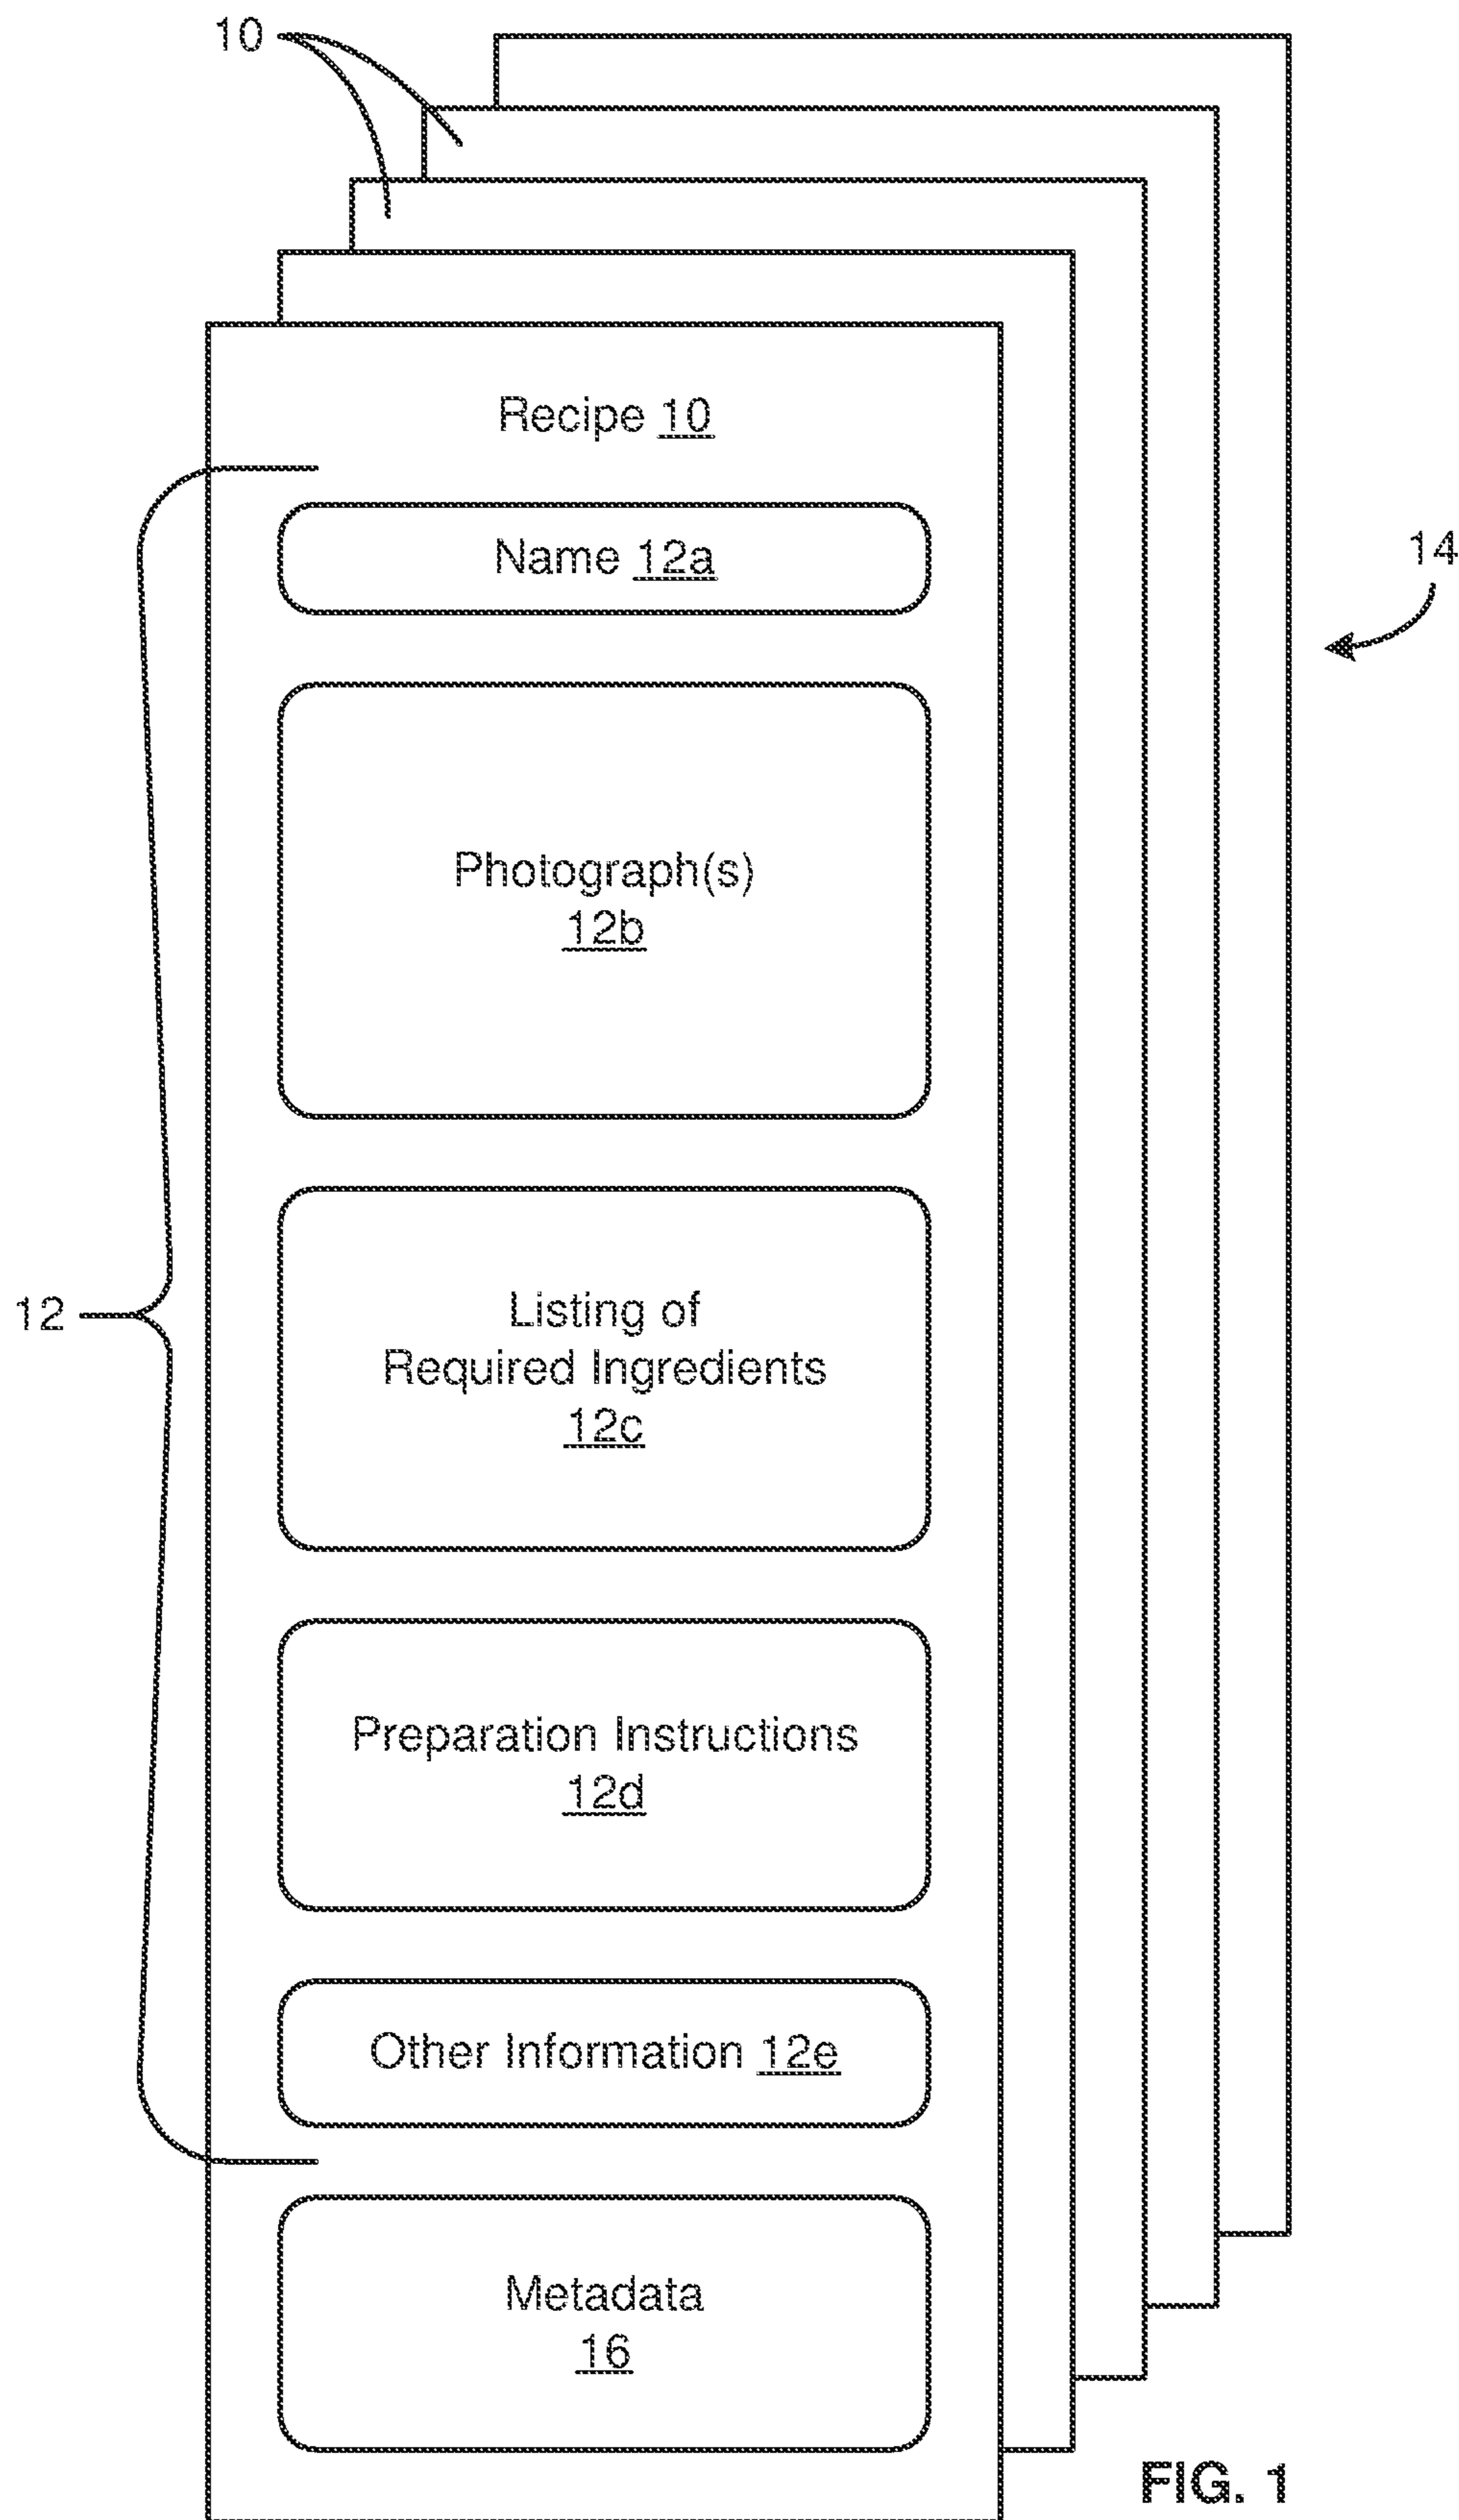 10
Recipe 10
Name 12a
14
Photograph(s)
12b
Listing of
Required Ingredients
12c
12
Preparation Instructions
12d
Other Information 12e
Metadata
16
FIG. 1